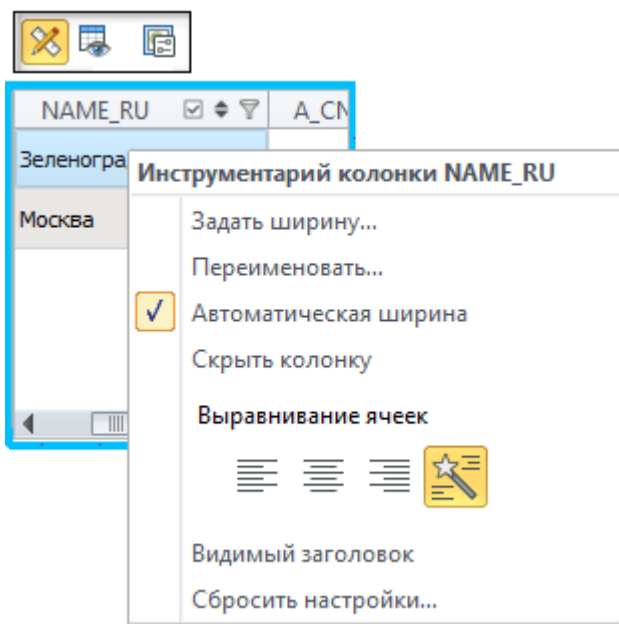 NAME_RU A_CN
Зеленогра
Москва
Инструментарий колонки NAME_RU
Задать ширину...
Переименовать...
Автоматическая ширина
Скрыть колонку
Выравнивание ячеек
Видимый заголовок
Сбросить настройки...